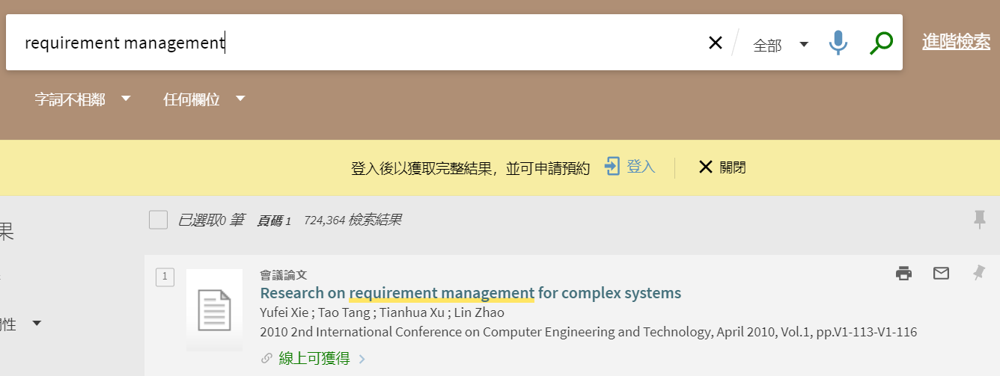 requirement management
全部
進階檢索
字詞不相鄰
任何欄位
登入後以獲取完整結果，並可申請預約
登入
關閉
已選取0 筆 頁碼 1 724,364 檢索結果
果
1
會議論文
Research on requirement management for complex systems
Yufei Xie ; Tao Tang ; Tianhua Xu ; Lin Zhao
2010 2nd International Conference on Computer Engineering and Technology, April 2010, Vol.1, pp.V1-113-V1-116
性
線上可獲得